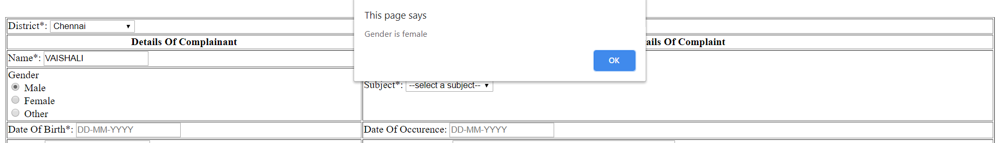 This page says
Gender is female
OK
District*: Chennai
Details Of Complainant
ails Of Complaint
Name*: VAISHALI
Gender
Male
Female
Other
Subject*: --select a subject--
Date Of Birth*: DD-MM-YYYY
Date Of Occurence: DD-MM-YYYY